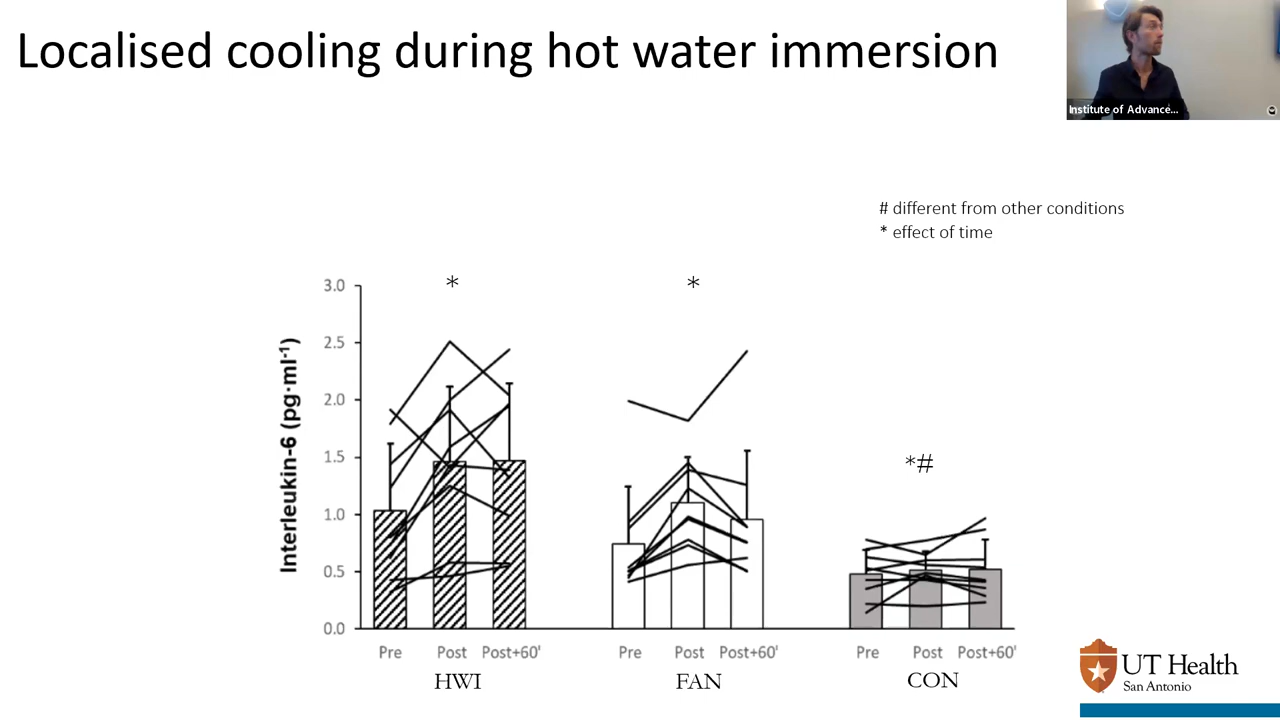 Localised cooling during hot water immersion
Institute of Advance...
# different from other conditions
* effect of time
Interleukin-6 (pg·ml⁻¹)
3.0
2.5
2.0
1.5
1.0
0.5
0.0
*
*
*#
Pre Post Post+60' Pre Post Post+60' Pre Post Post+60'
HWI FAN CON
UT Health
San Antonio